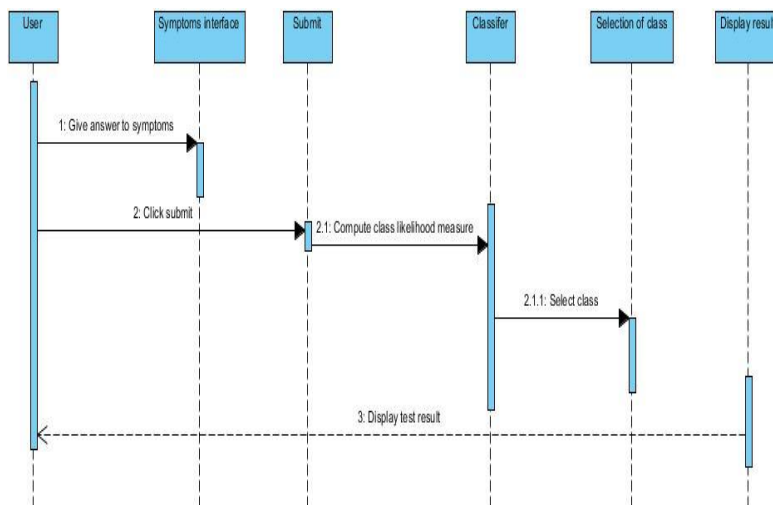 User
Symptoms interface
Submit
Classifer
Selection of class
Display result
1: Give answer to symptoms
2: Click submit
2.1: Compute class likelihood measure
2.1.1: Select class
3: Display test result